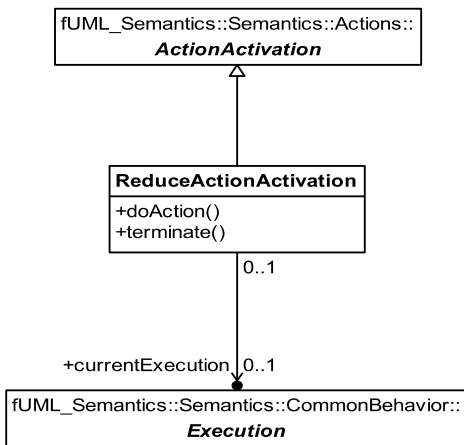 fUML_Semantics::Semantics::Actions::
ActionActivation
ReduceActionActivation
+doAction()
+terminate()
0..1
+currentExecution 0..1
fUML_Semantics::Semantics::CommonBehavior::
Execution